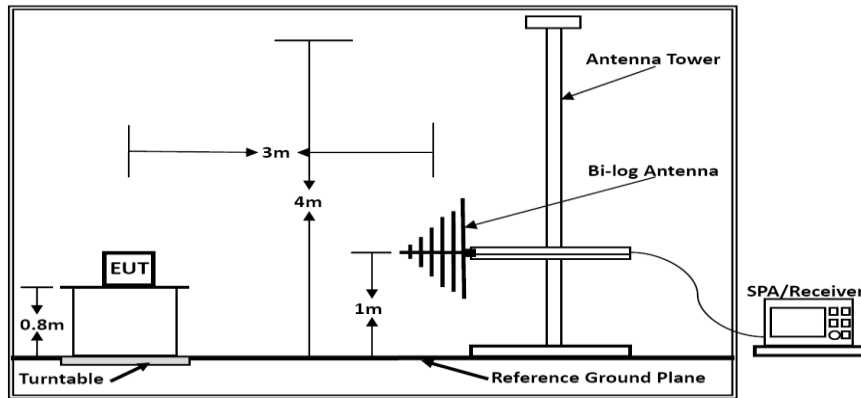 Antenna Tower
3m
Bi-log Antenna
4m
EUT
SPA/Receiver
1m
0.8m
Turntable
Reference Ground Plane